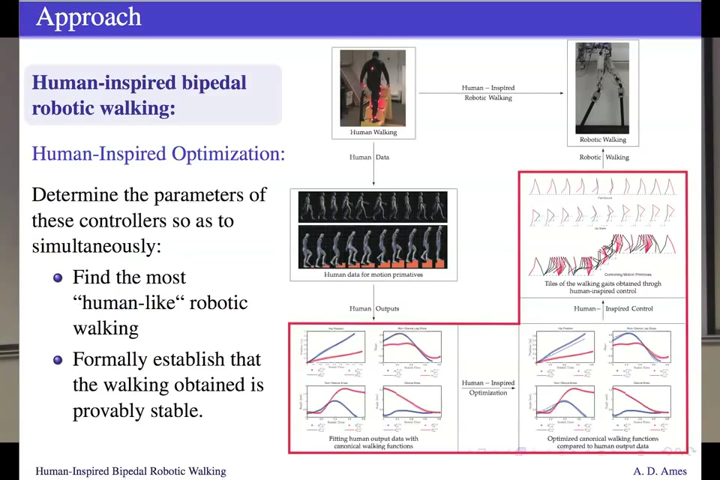 Approach
Human-inspired bipedal
robotic walking:
Human-Inspired Optimization:
Determine the parameters of
these controllers so as to
simultaneously:
Find the most
“human-like“ robotic
walking
Formally establish that
the walking obtained is
provably stable.
Human Walking
Human – Inspired
Robotic Walking
Robotic Walking
Human Data
Robotic Walking
Human data for motion primatives
Tiles of the walking gaits obtained through
human-inspired control
Human Outputs
Human – Inspired Control
Human – Inspired
Optimization
Fitting human output data with
canonical walking functions
Optimized canonical walking functions
compared to human output data
Human-Inspired Bipedal Robotic Walking
A. D. Ames